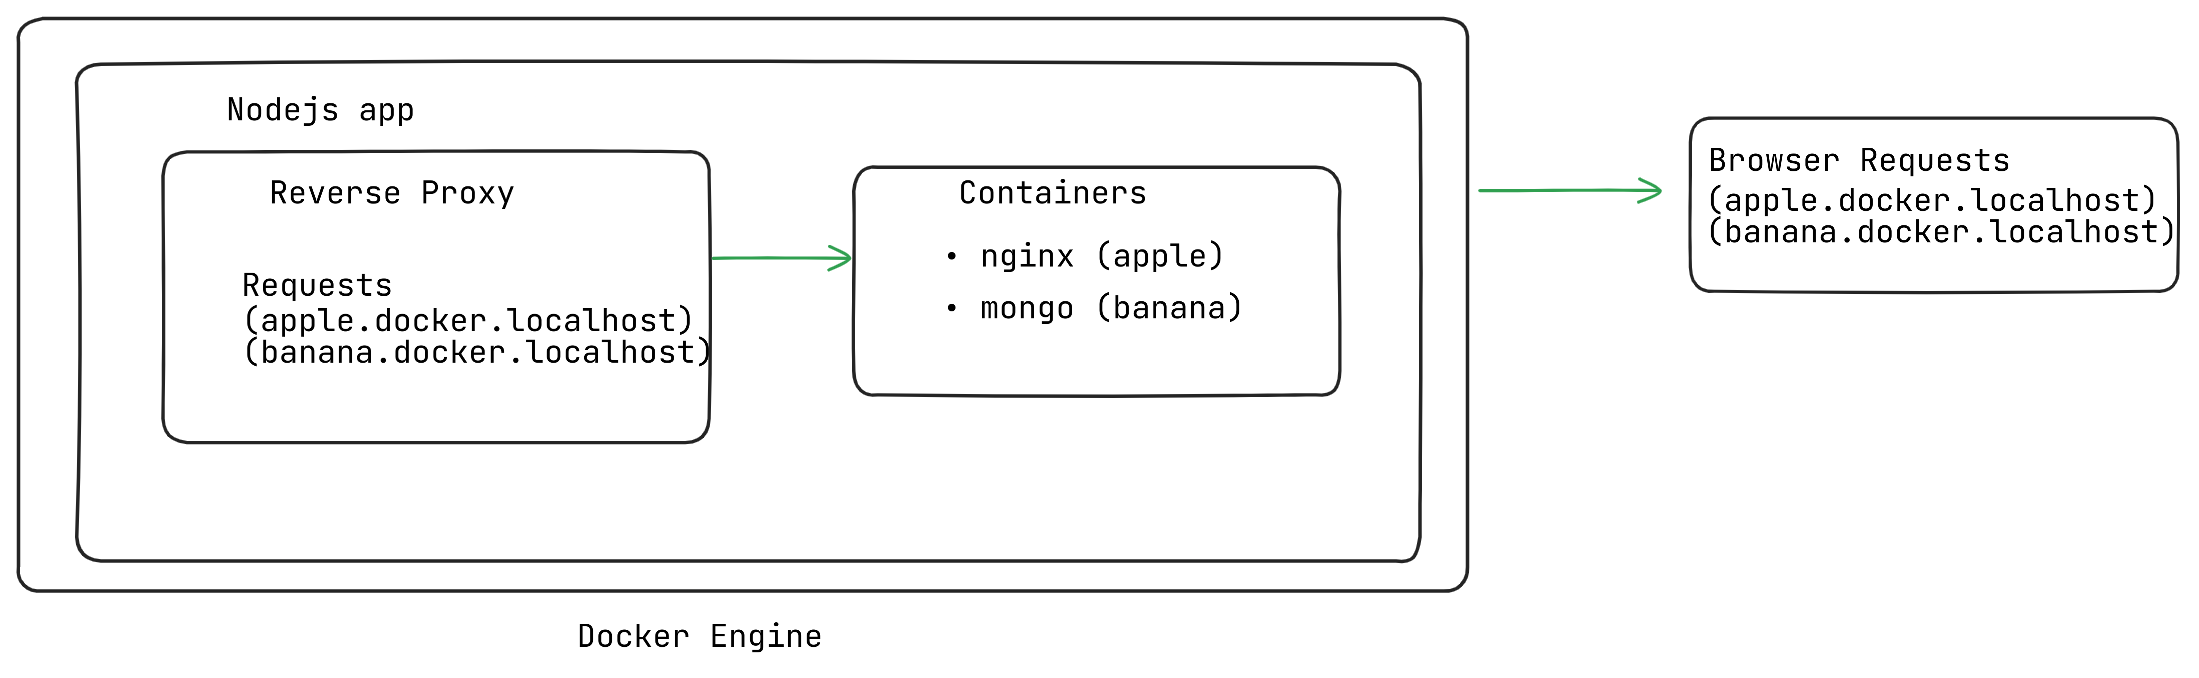 Nodejs app
Reverse Proxy
Requests
(apple.docker.localhost)
(banana.docker.localhost)
Containers
• nginx (apple)
• mongo (banana)
Browser Requests
(apple.docker.localhost)
(banana.docker.localhost)
Docker Engine